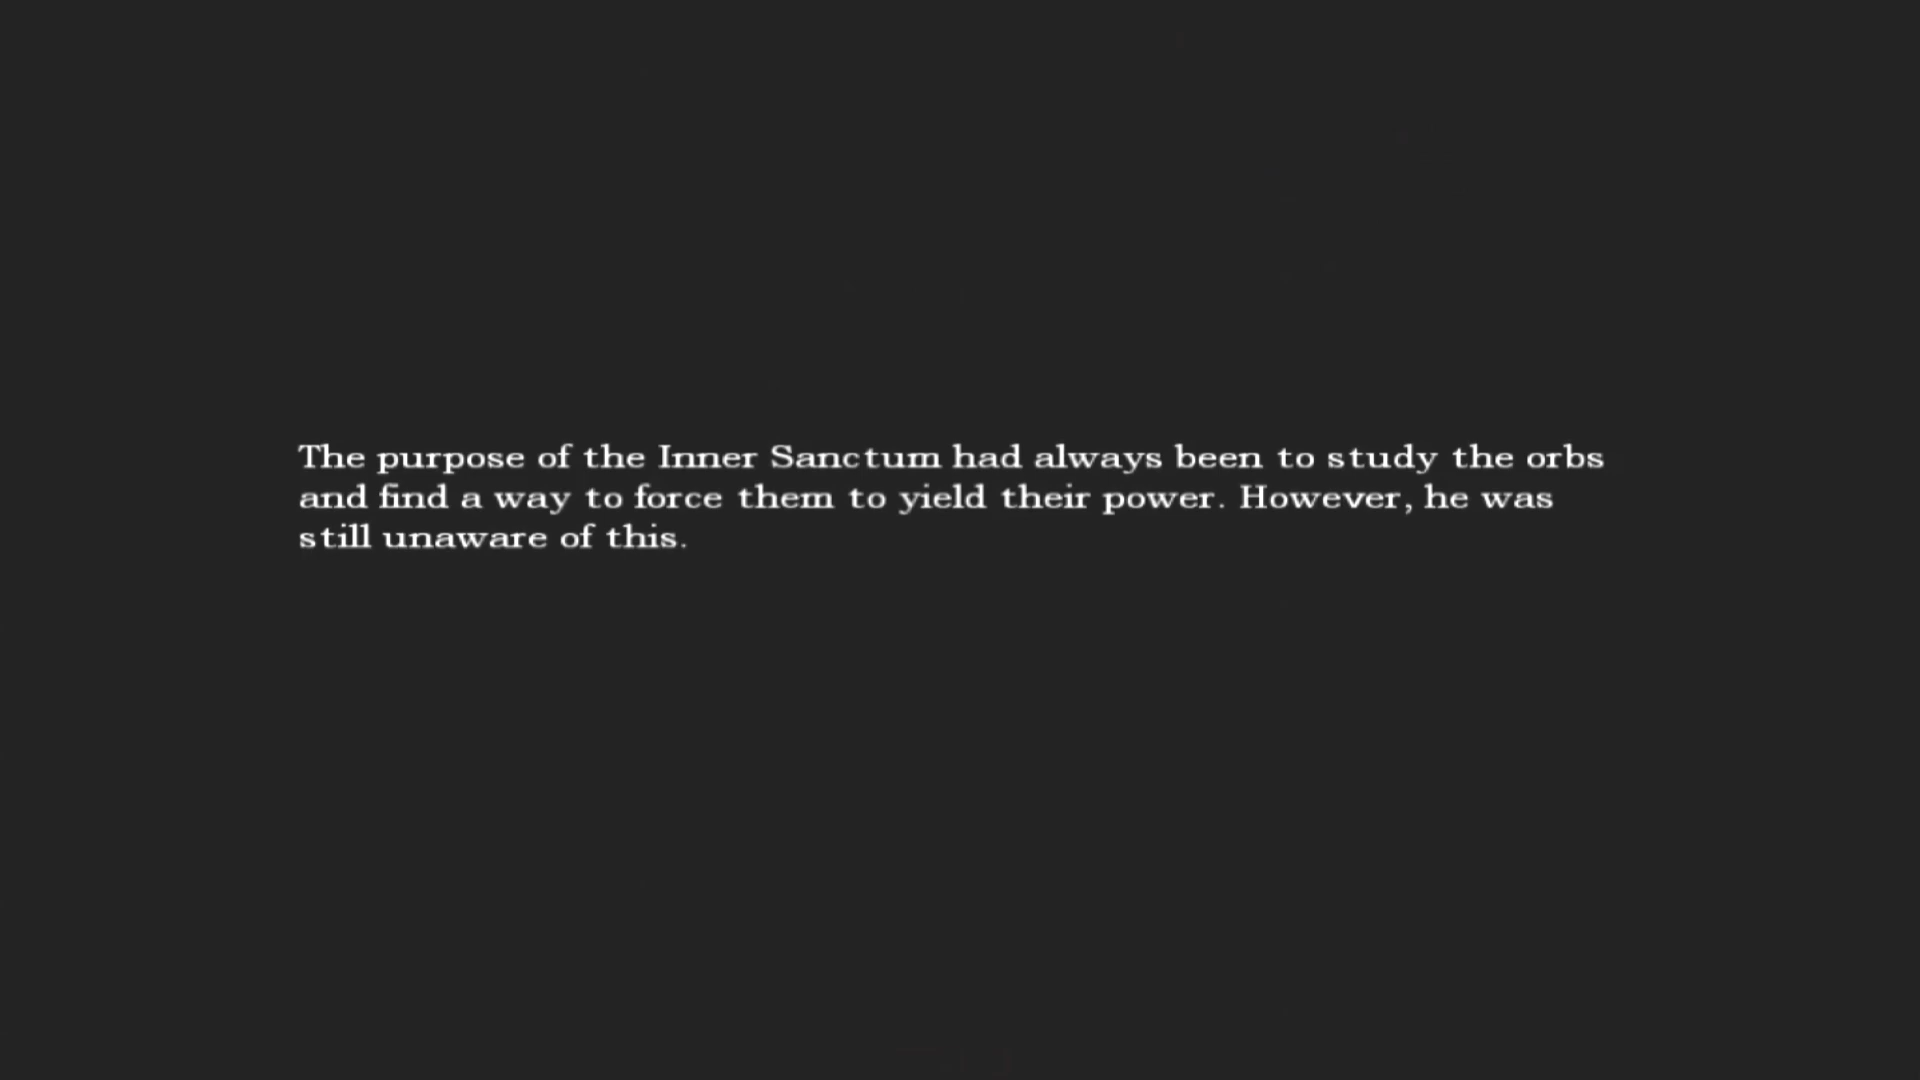 The purpose of the Inner Sanctum had always been to study the orbs
and find a way to force them to yield their power. However, he was
still unaware of this.